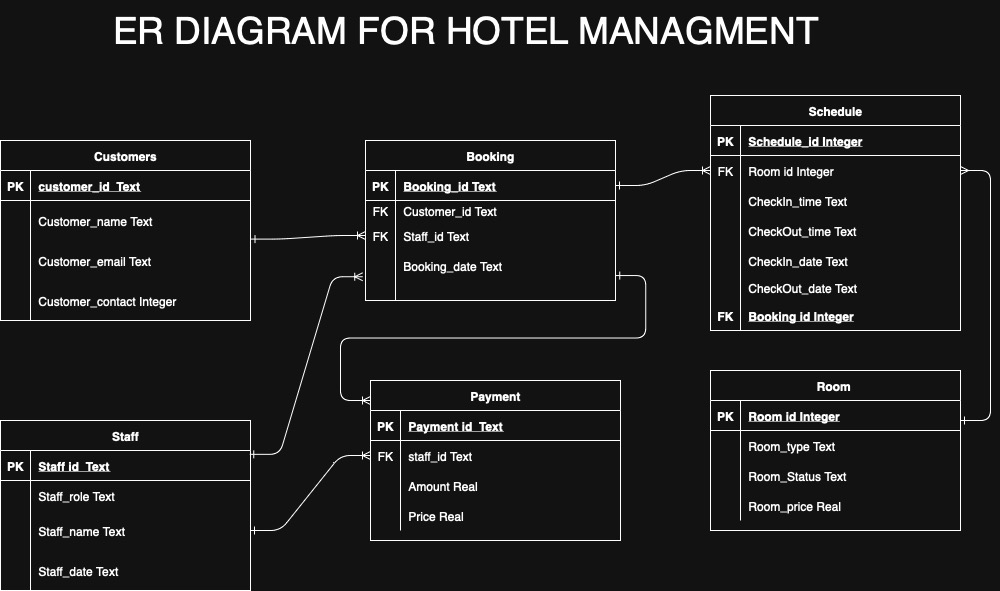 ER DIAGRAM FOR HOTEL MANAGMENT
Customers
PK customer_id Text
Customer_name Text
Customer_email Text
Customer_contact Integer
Booking
PK Booking_id Text
FK Customer_id Text
FK Staff_id Text
Booking_date Text
Schedule
PK Schedule_id Integer
FK Room id Integer
CheckIn_time Text
CheckOut_time Text
CheckIn_date Text
CheckOut_date Text
FK Booking id Integer
Staff
PK Staff id Text
Staff_role Text
Staff_name Text
Staff_date Text
Payment
PK Payment id Text
FK staff_id Text
Amount Real
Price Real
Room
PK Room id Integer
Room_type Text
Room_Status Text
Room_price Real